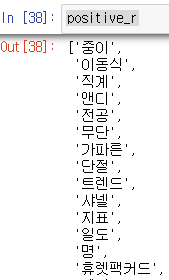 In [38]: positive_r
Out[38]: ['중이',
'이동식',
'직계',
'앤디',
'전공',
'무단',
'가파른',
'단절',
'트렌드',
'샤넬',
'지표',
'일도',
'명',
'휴렛팩커드',